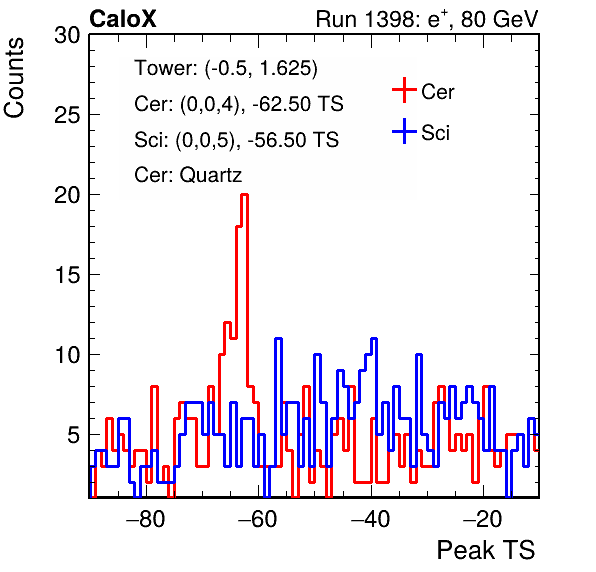 CaloX Run 1398: e⁺, 80 GeV
Counts
30
25
20
15
10
5
Tower: (-0.5, 1.625)
Cer: (0,0,4), -62.50 TS
Sci: (0,0,5), -56.50 TS
Cer: Quartz
Cer
Sci
−80 −60 −40 −20
Peak TS